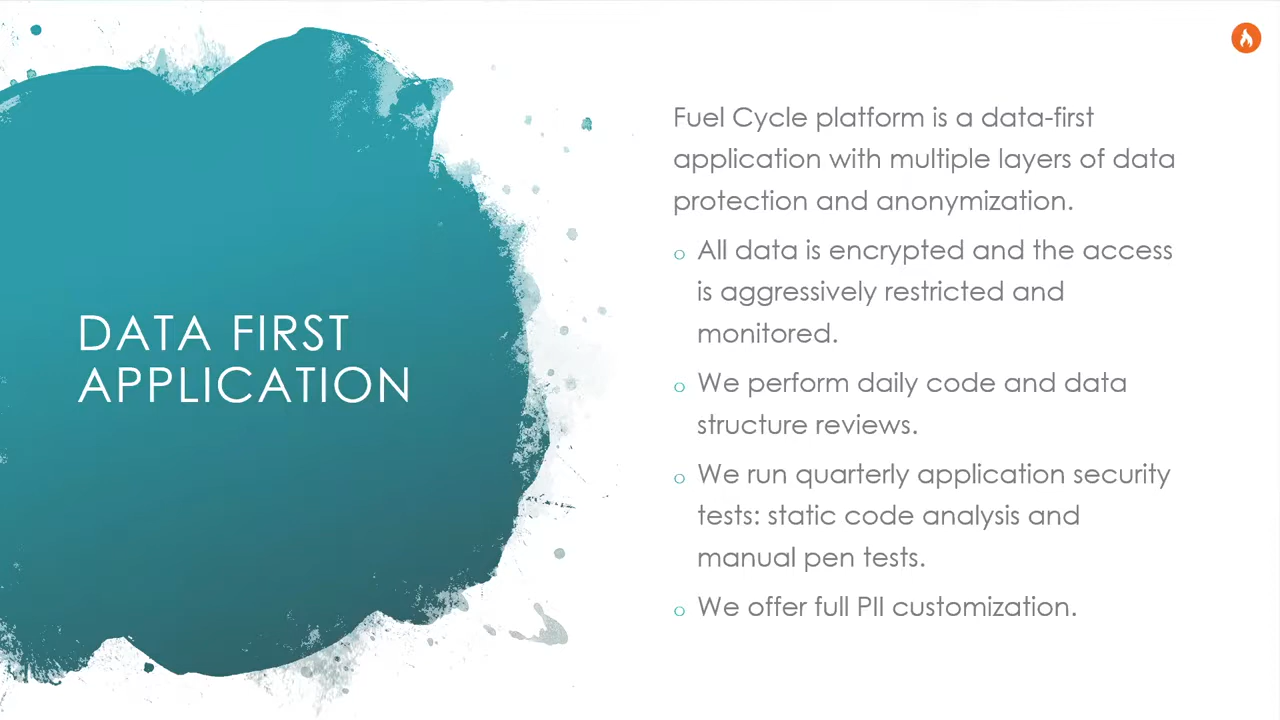 DATA FIRST
APPLICATION
Fuel Cycle platform is a data-first
application with multiple layers of data
protection and anonymization.
o All data is encrypted and the access
is aggressively restricted and
monitored.
o We perform daily code and data
structure reviews.
o We run quarterly application security
tests: static code analysis and
manual pen tests.
o We offer full PII customization.